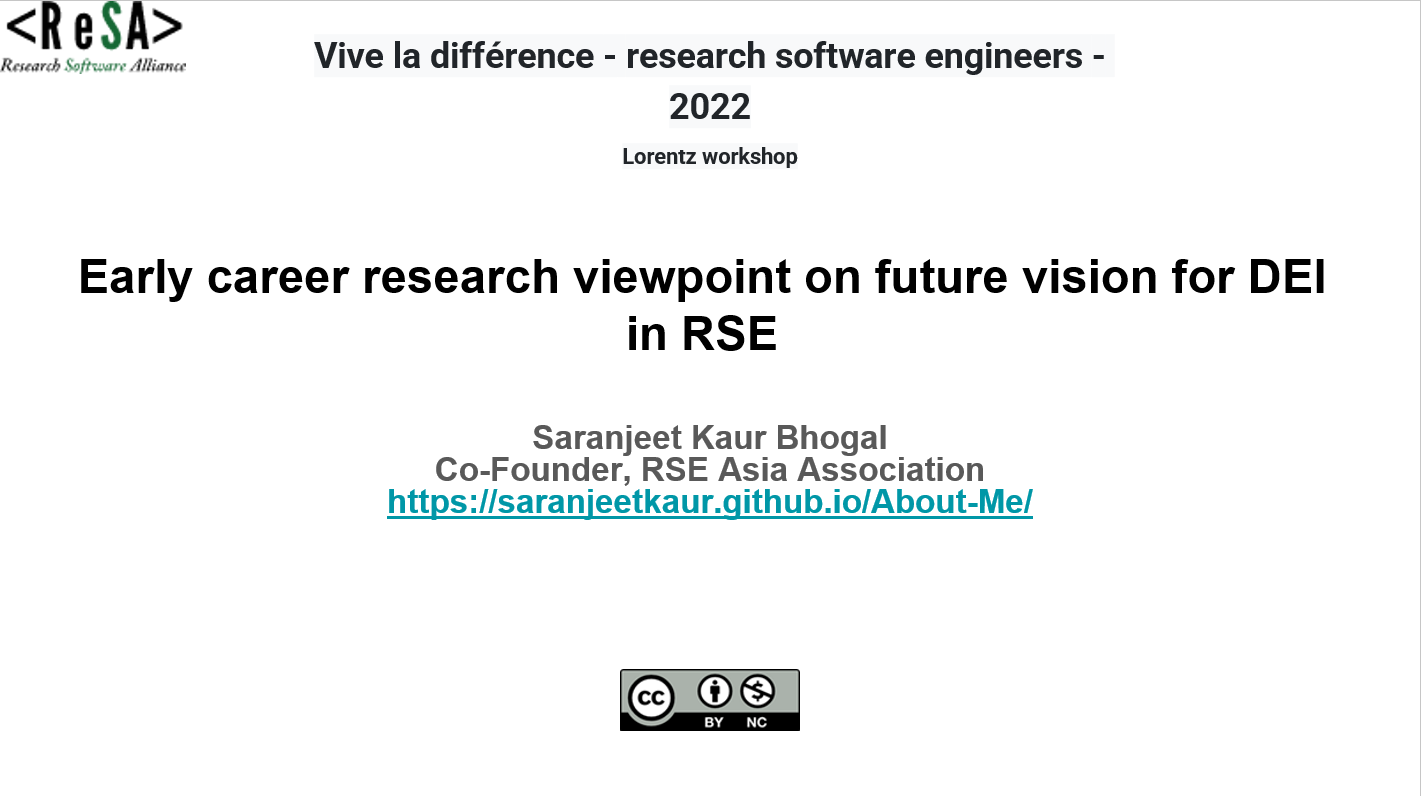 <ReSA>
Research Software Alliance
Vive la différence - research software engineers -
2022
Lorentz workshop
Early career research viewpoint on future vision for DEI
in RSE
Saranjeet Kaur Bhogal
Co-Founder, RSE Asia Association
https://saranjeetkaur.github.io/About-Me/
cc
BY NC